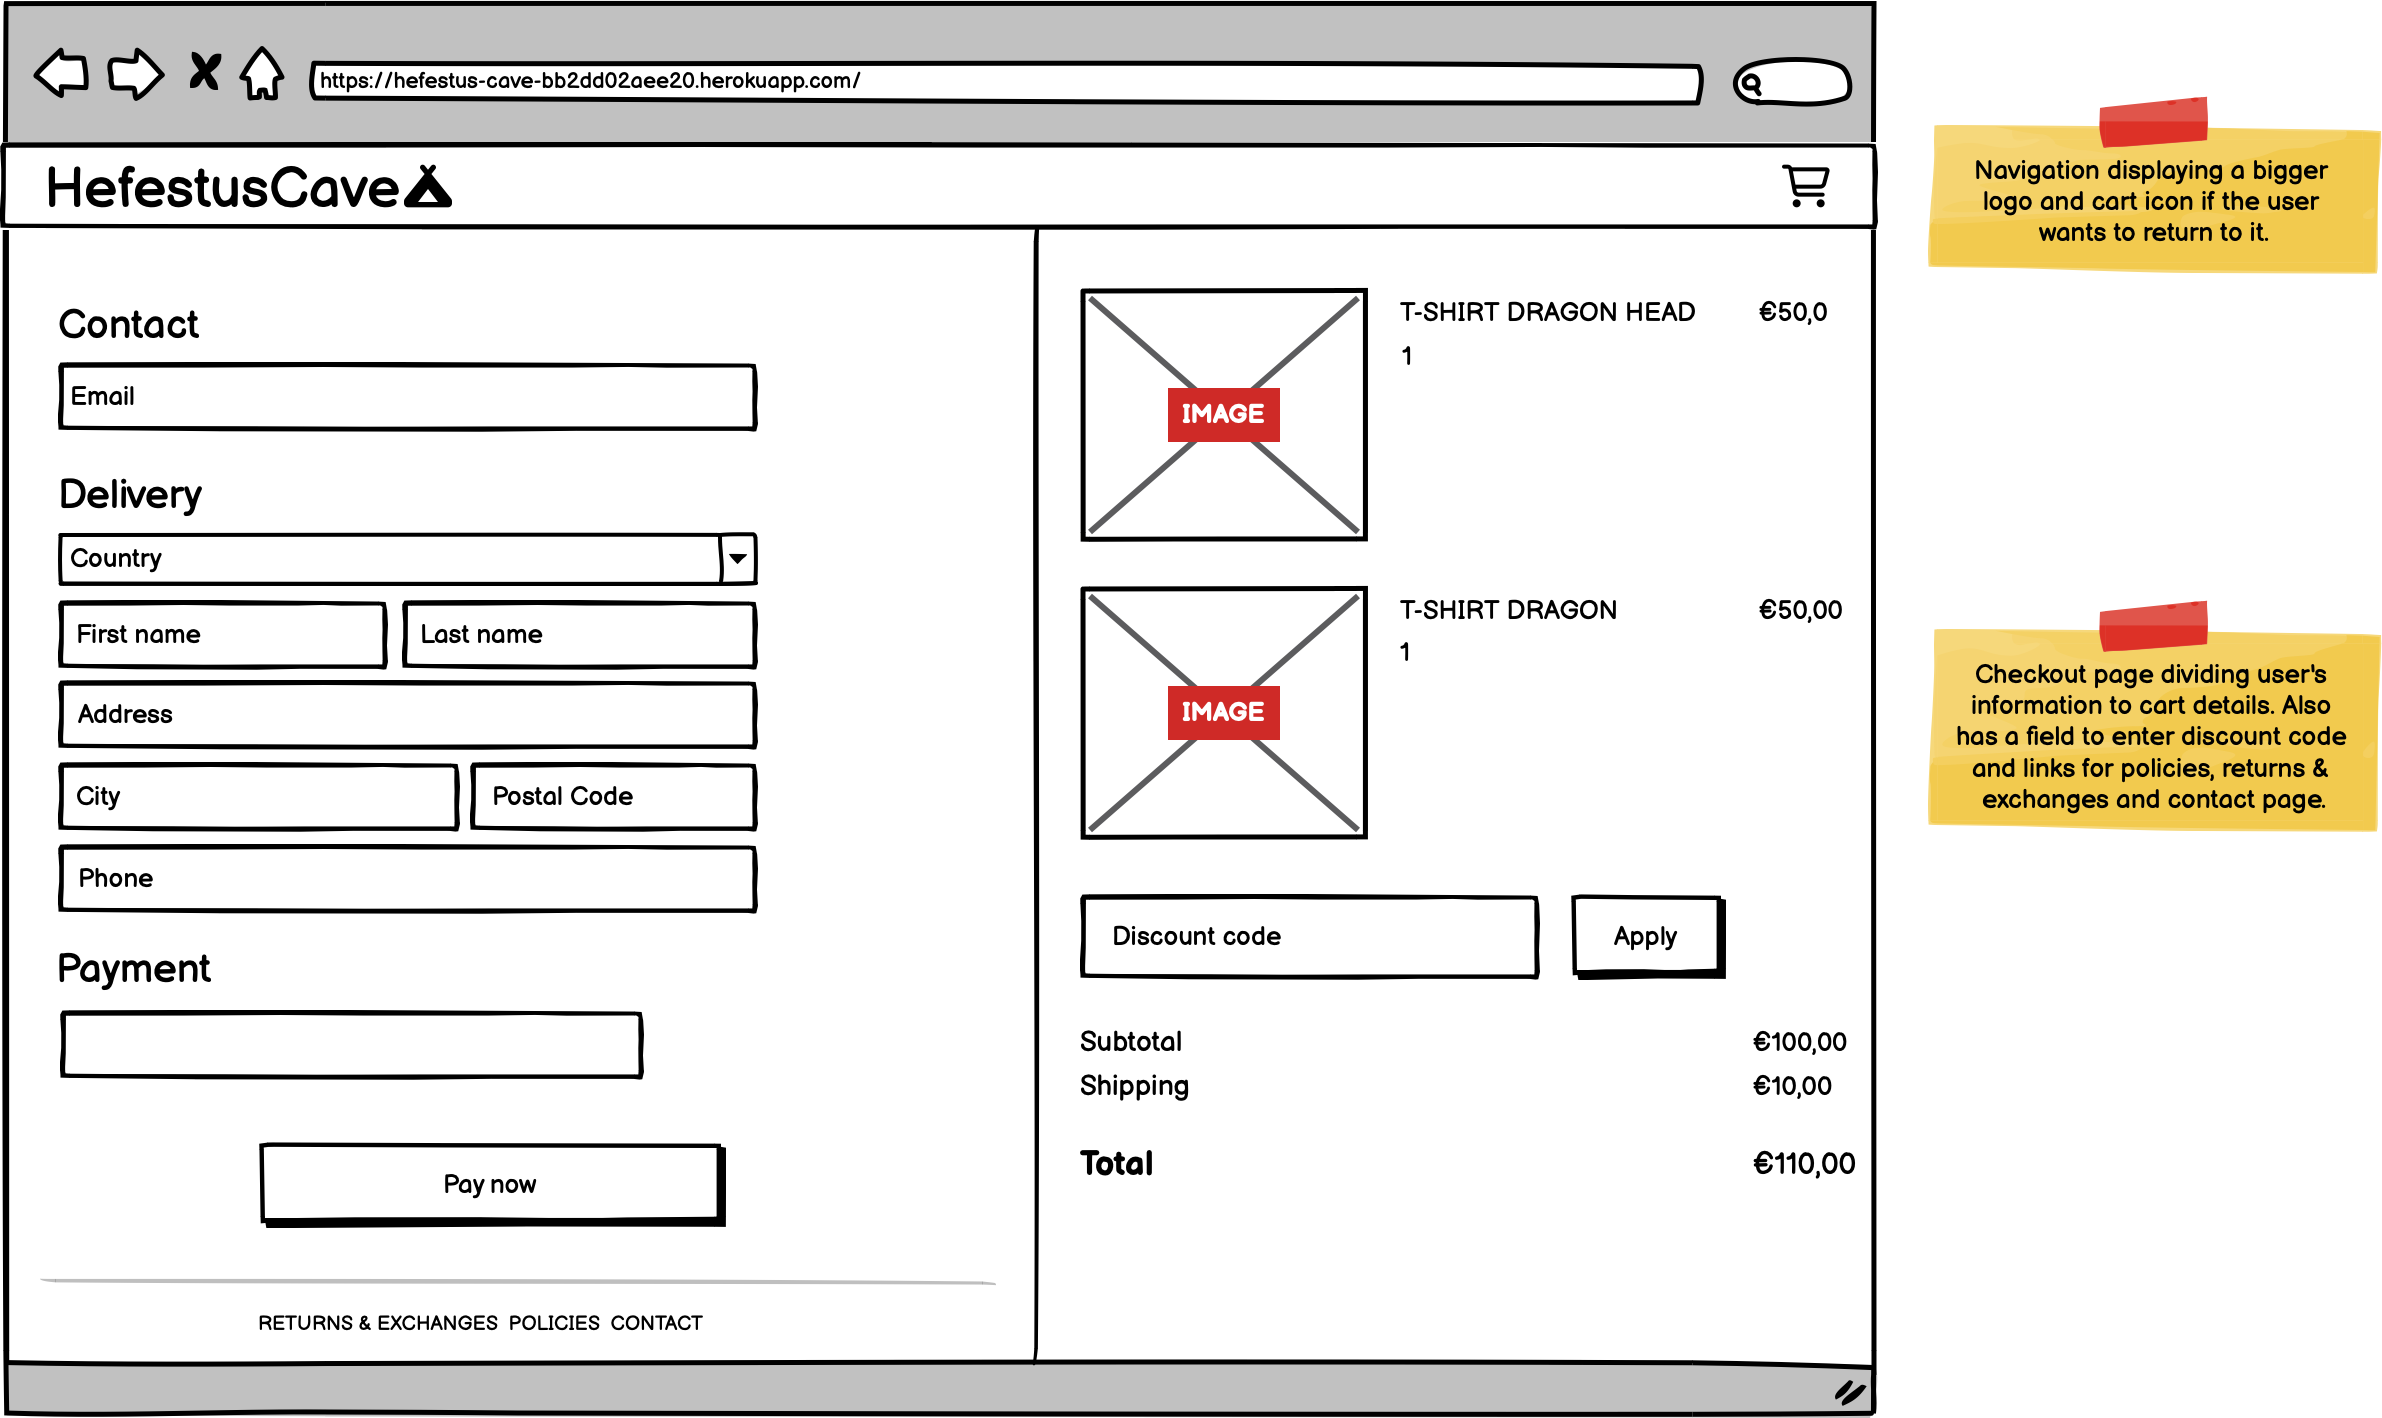 https://hefestus-cave-bb2dd02aee20.herokuapp.com/
HefestusCave
Contact
Email
Delivery
Country
First name
Last name
Address
City
Postal Code
Phone
Payment
Pay now
RETURNS & EXCHANGES POLICIES CONTACT
IMAGE
T-SHIRT DRAGON HEAD
€50,0
1
IMAGE
T-SHIRT DRAGON
€50,00
1
Discount code
Apply
Subtotal
€100,00
Shipping
€10,00
Total
€110,00
Navigation displaying a bigger
logo and cart icon if the user
wants to return to it.
Checkout page dividing user's
information to cart details. Also
has a field to enter discount code
and links for policies, returns &
exchanges and contact page.